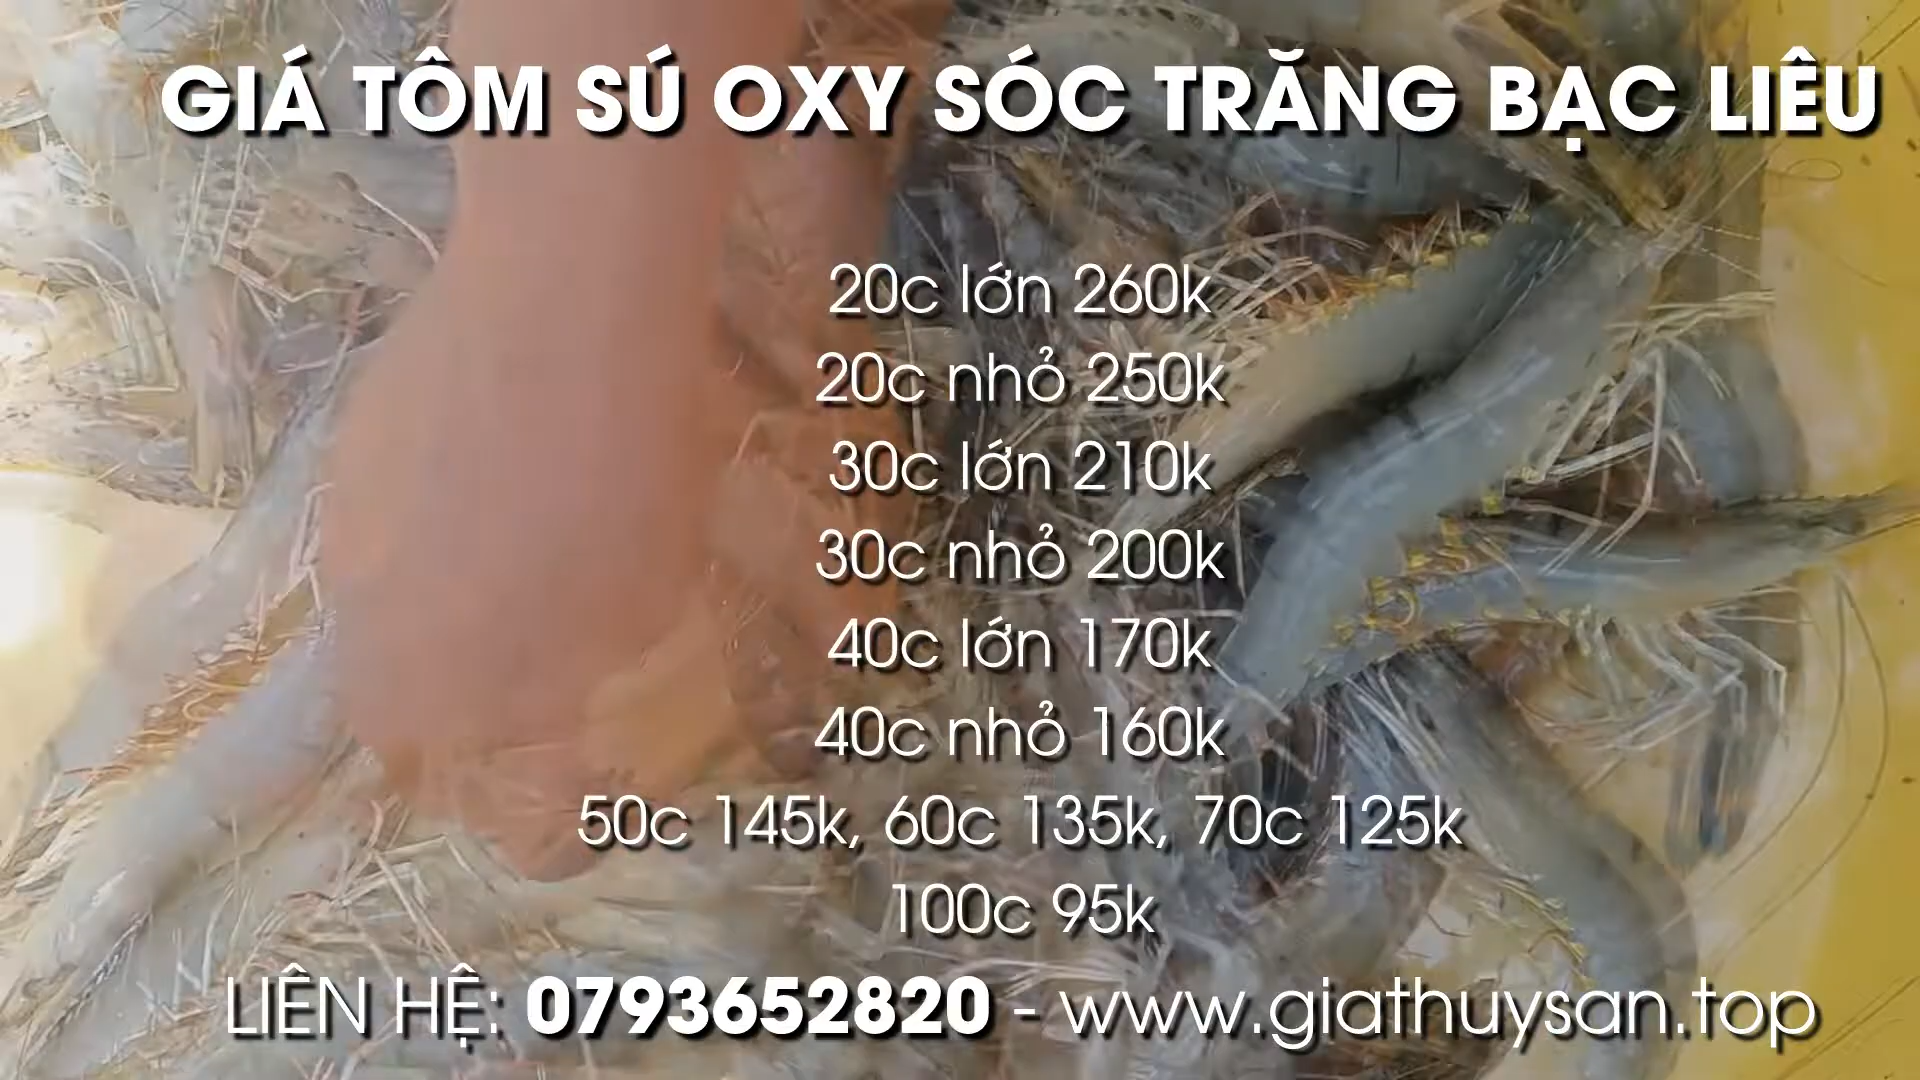 GIÁ TÔM SÚ OXY SÓC TRĂNG BẠC LIÊU
20c lớn 260k
20c nhỏ 250k
30c lớn 210k
30c nhỏ 200k
40c lớn 170k
40c nhỏ 160k
50c 145k, 60c 135k, 70c 125k
100c 95k
LIÊN HỆ: 0793652820 - www.giathuysan.top